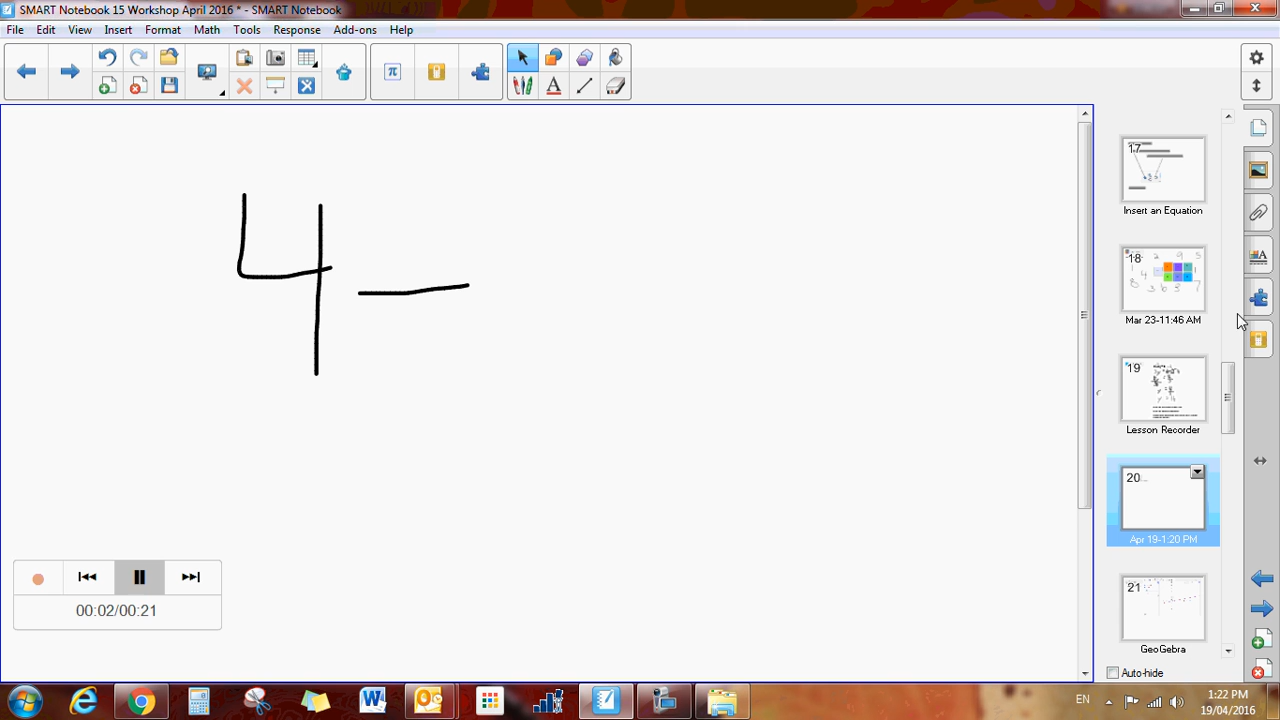 SMART Notebook 15 Workshop April 2016 * - SMART Notebook
File Edit View Insert Format Math Tools Response Add-ons Help
4 –
17
Insert an Equation
18
Mar 23-11:46 AM
19
Lesson Recorder
20
Apr 19-1:20 PM
21
GeoGebra
Auto-hide
00:02/00:21
EN
1:22 PM
19/04/2016